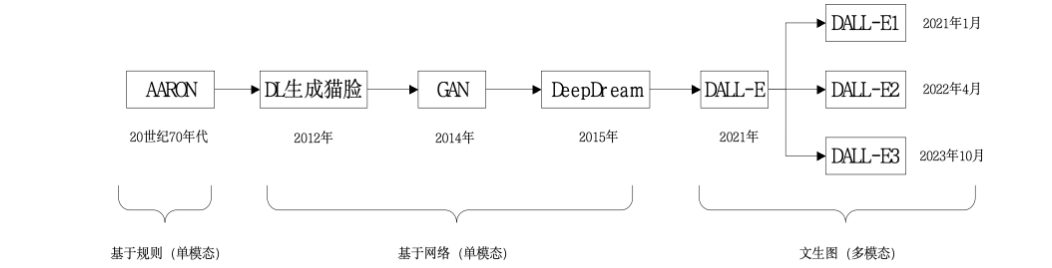 DALL-E1 2021年1月
AARON DL生成猫脸 GAN DeepDream DALL-E DALL-E2 2022年4月
20世纪70年代 2012年 2014年 2015年 2021年
DALL-E3 2023年10月
基于规则（单模态） 基于网络（单模态） 文生图（多模态）